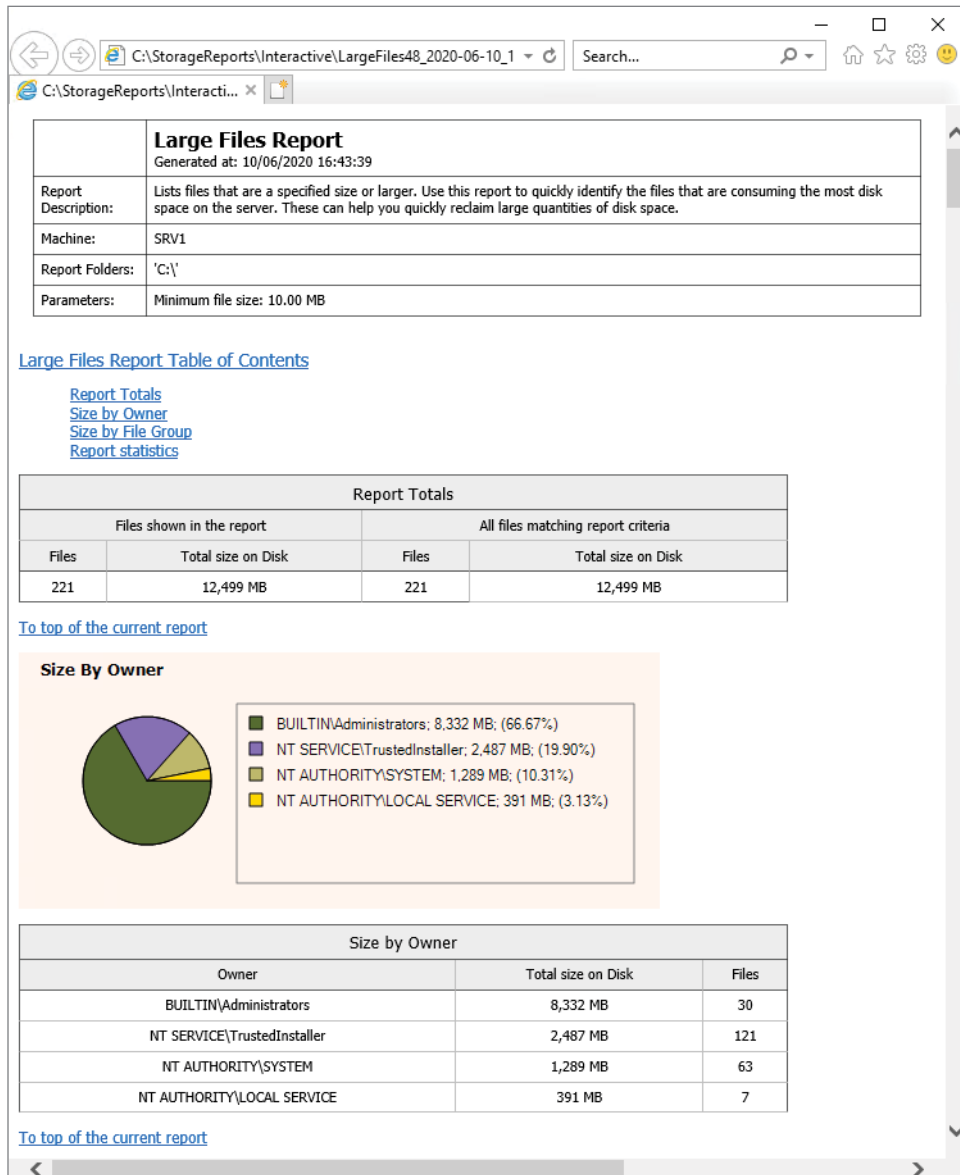 C:\StorageReports\Interactive\LargeFiles48_2020-06-10_1
Search...
C:\StorageReports\Interacti...
Large Files Report
Generated at: 10/06/2020 16:43:39
Report Description:
Lists files that are a specified size or larger. Use this report to quickly identify the files that are consuming the most disk
space on the server. These can help you quickly reclaim large quantities of disk space.
Machine: SRV1
Report Folders: 'C:\'
Parameters: Minimum file size: 10.00 MB
Large Files Report Table of Contents
Report Totals
Size by Owner
Size by File Group
Report statistics
Report Totals
Files shown in the report All files matching report criteria
Files Total size on Disk Files Total size on Disk
221 12,499 MB 221 12,499 MB
To top of the current report
Size By Owner
BUILTIN\Administrators; 8,332 MB; (66.67%)
NT SERVICE\TrustedInstaller; 2,487 MB; (19.90%)
NT AUTHORITY\SYSTEM; 1,289 MB; (10.31%)
NT AUTHORITY\LOCAL SERVICE; 391 MB; (3.13%)
Size by Owner
Owner Total size on Disk Files
BUILTIN\Administrators 8,332 MB 30
NT SERVICE\TrustedInstaller 2,487 MB 121
NT AUTHORITY\SYSTEM 1,289 MB 63
NT AUTHORITY\LOCAL SERVICE 391 MB 7
To top of the current report